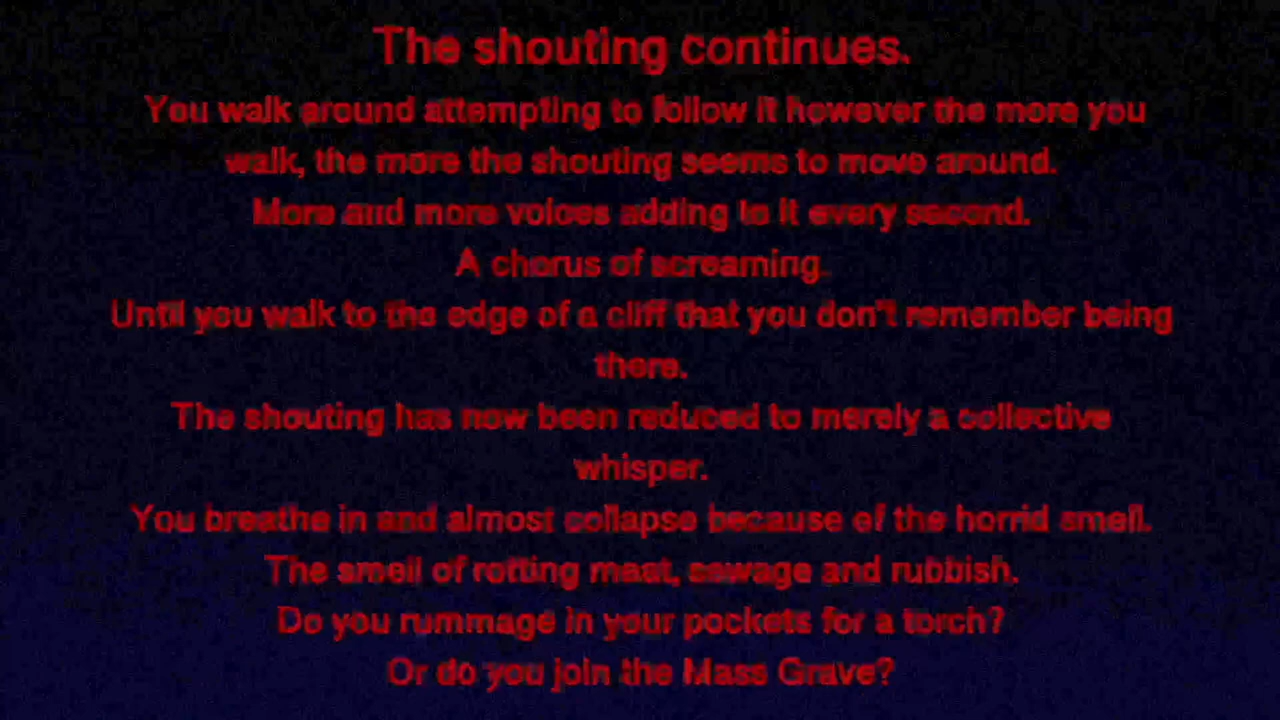 The shouting continues.
You walk around attempting to follow it however the more you
walk, the more the shouting seems to move around.
More and more voices adding to it every second.
A chorus of screaming.
Until you walk to the edge of a cliff that you don't remember being
there.
The shouting has now been reduced to merely a collective
whisper.
You breathe in and almost collapse because of the horrid smell.
The smell of rotting meat, sewage and rubbish.
Do you rummage in your pockets for a torch?
Or do you join the Mass Grave?